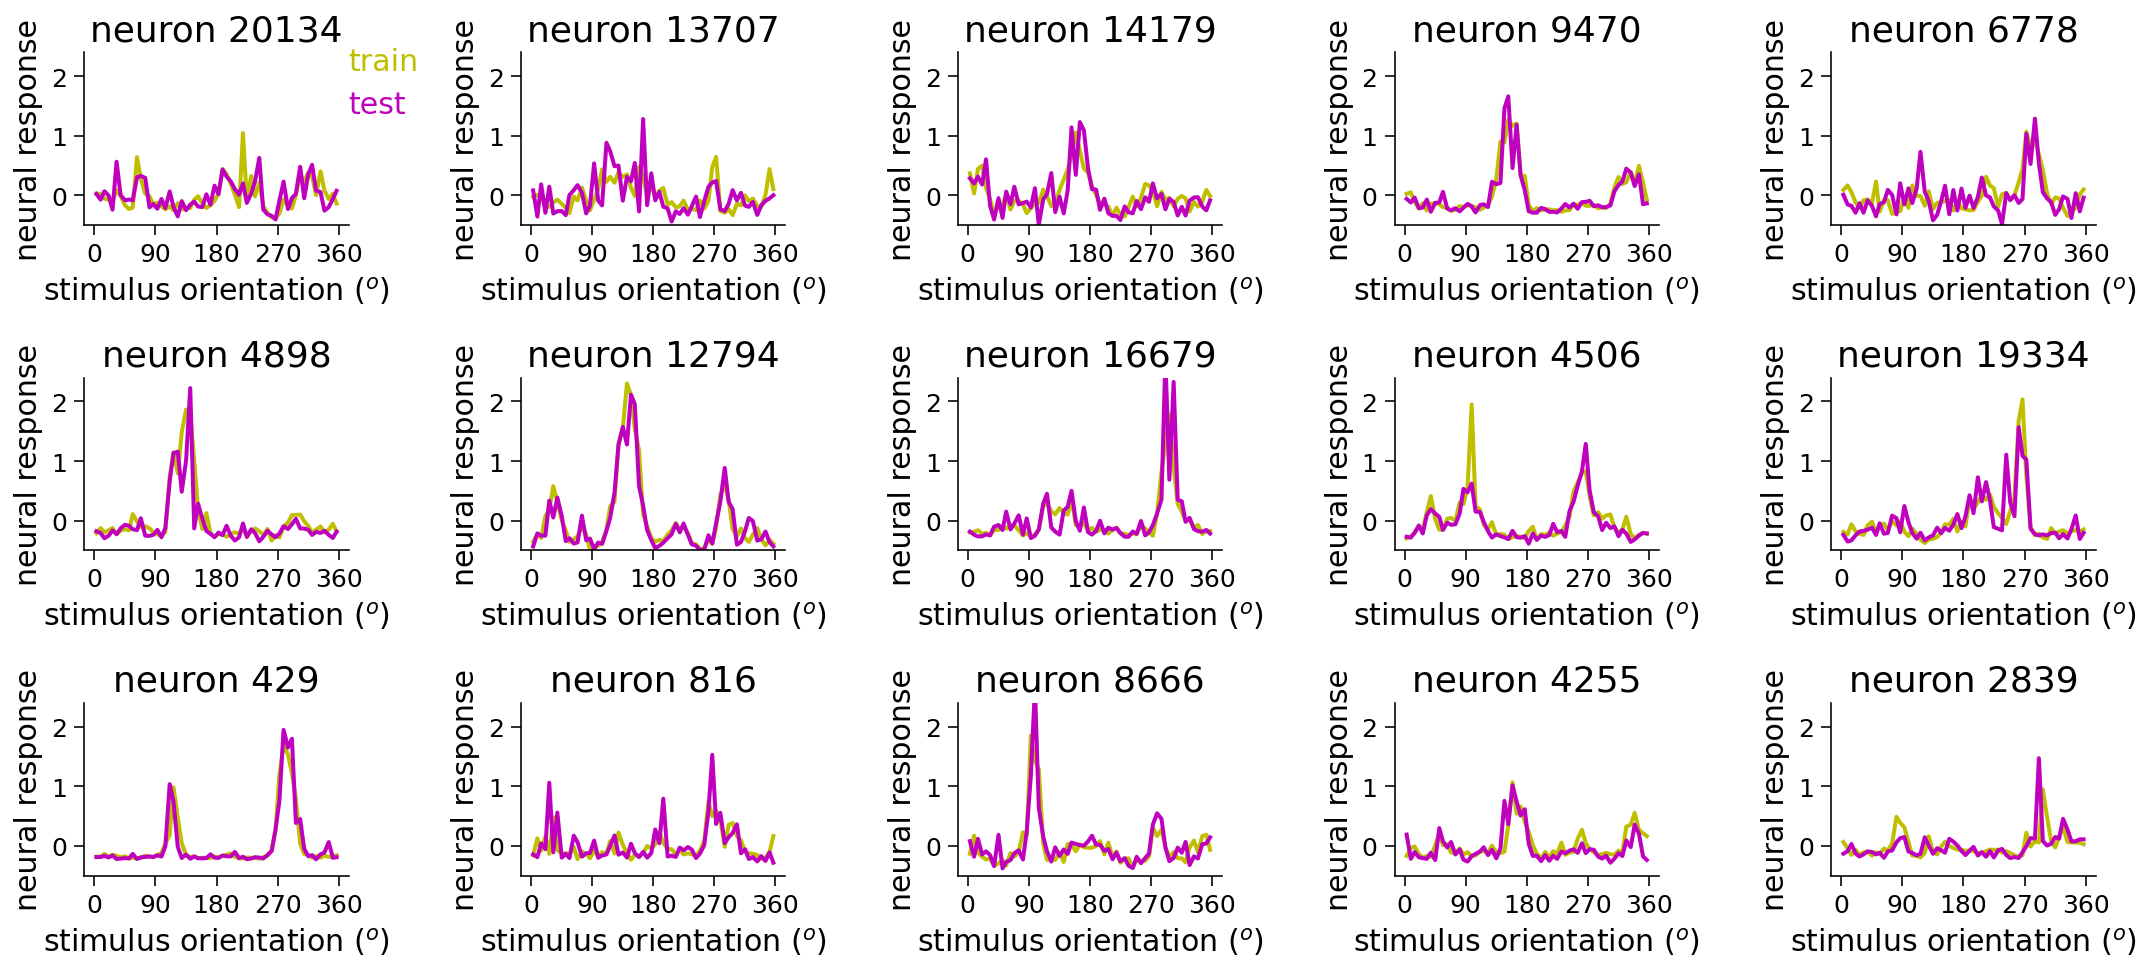 neuron 20134
train
test
neural response
2
1
0
0 90 180 270 360
stimulus orientation (o)
neuron 13707
neural response
2
1
0
0 90 180 270 360
stimulus orientation (o)
neuron 14179
neural response
2
1
0
0 90 180 270 360
stimulus orientation (o)
neuron 9470
neural response
2
1
0
0 90 180 270 360
stimulus orientation (o)
neuron 6778
neural response
2
1
0
0 90 180 270 360
stimulus orientation (o)
neuron 4898
neural response
2
1
0
0 90 180 270 360
stimulus orientation (o)
neuron 12794
neural response
2
1
0
0 90 180 270 360
stimulus orientation (o)
neuron 16679
neural response
2
1
0
0 90 180 270 360
stimulus orientation (o)
neuron 4506
neural response
2
1
0
0 90 180 270 360
stimulus orientation (o)
neuron 19334
neural response
2
1
0
0 90 180 270 360
stimulus orientation (o)
neuron 429
neural response
2
1
0
0 90 180 270 360
stimulus orientation (o)
neuron 816
neural response
2
1
0
0 90 180 270 360
stimulus orientation (o)
neuron 8666
neural response
2
1
0
0 90 180 270 360
stimulus orientation (o)
neuron 4255
neural response
2
1
0
0 90 180 270 360
stimulus orientation (o)
neuron 2839
neural response
2
1
0
0 90 180 270 360
stimulus orientation (o)